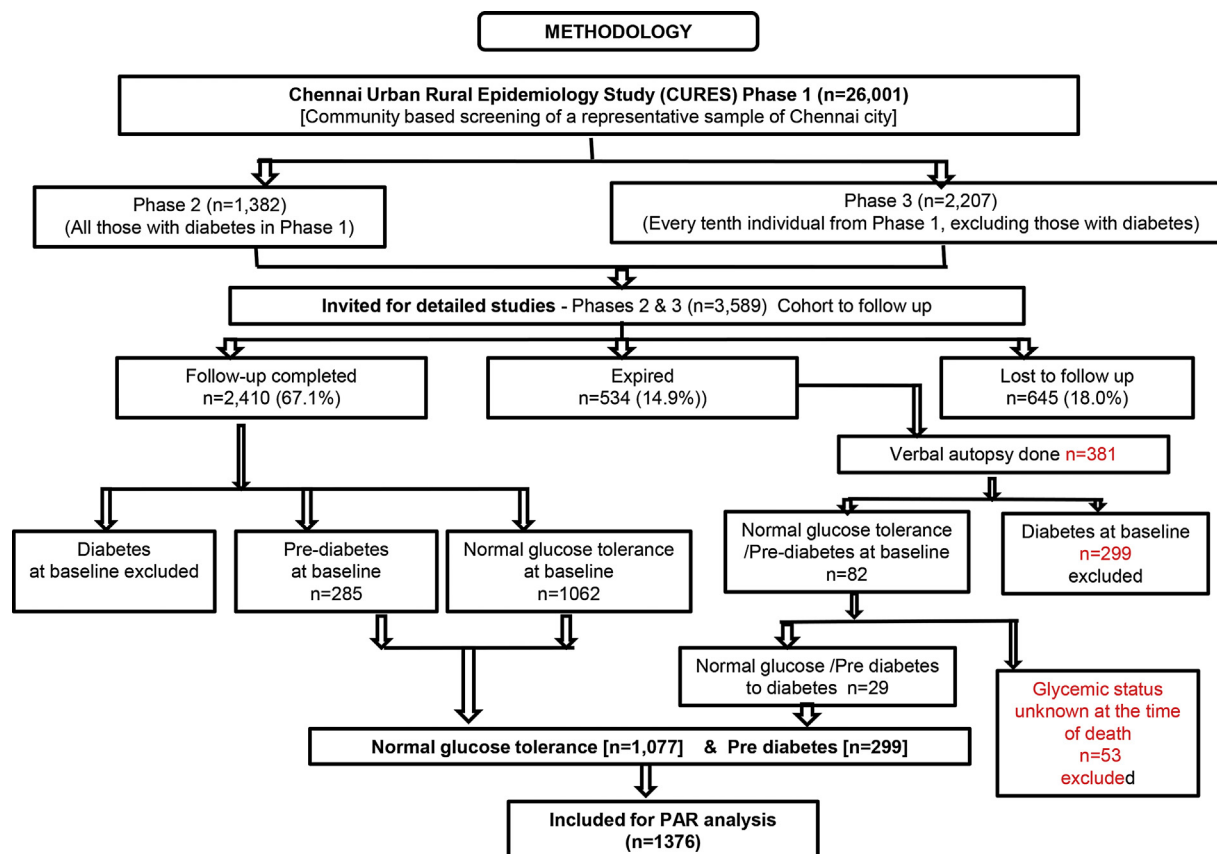 METHODOLOGY
Chennai Urban Rural Epidemiology Study (CURES) Phase 1 (n=26,001)
[Community based screening of a representative sample of Chennai city]
Phase 2 (n=1,382)
(All those with diabetes in Phase 1)
Phase 3 (n=2,207)
(Every tenth individual from Phase 1, excluding those with diabetes)
Invited for detailed studies - Phases 2 & 3 (n=3,589) Cohort to follow up
Follow-up completed
n=2,410 (67.1%)
Expired
n=534 (14.9%))
Lost to follow up
n=645 (18.0%)
Verbal autopsy done n=381
Diabetes
at baseline excluded
Pre-diabetes
at baseline
n=285
Normal glucose tolerance
at baseline
n=1062
Normal glucose tolerance
/Pre-diabetes at baseline
n=82
Diabetes at baseline
n=299
excluded
Normal glucose /Pre diabetes
to diabetes n=29
Glycemic status
unknown at the time
of death
n=53
excluded
Normal glucose tolerance [n=1,077] & Pre diabetes [n=299]
Included for PAR analysis
(n=1376)